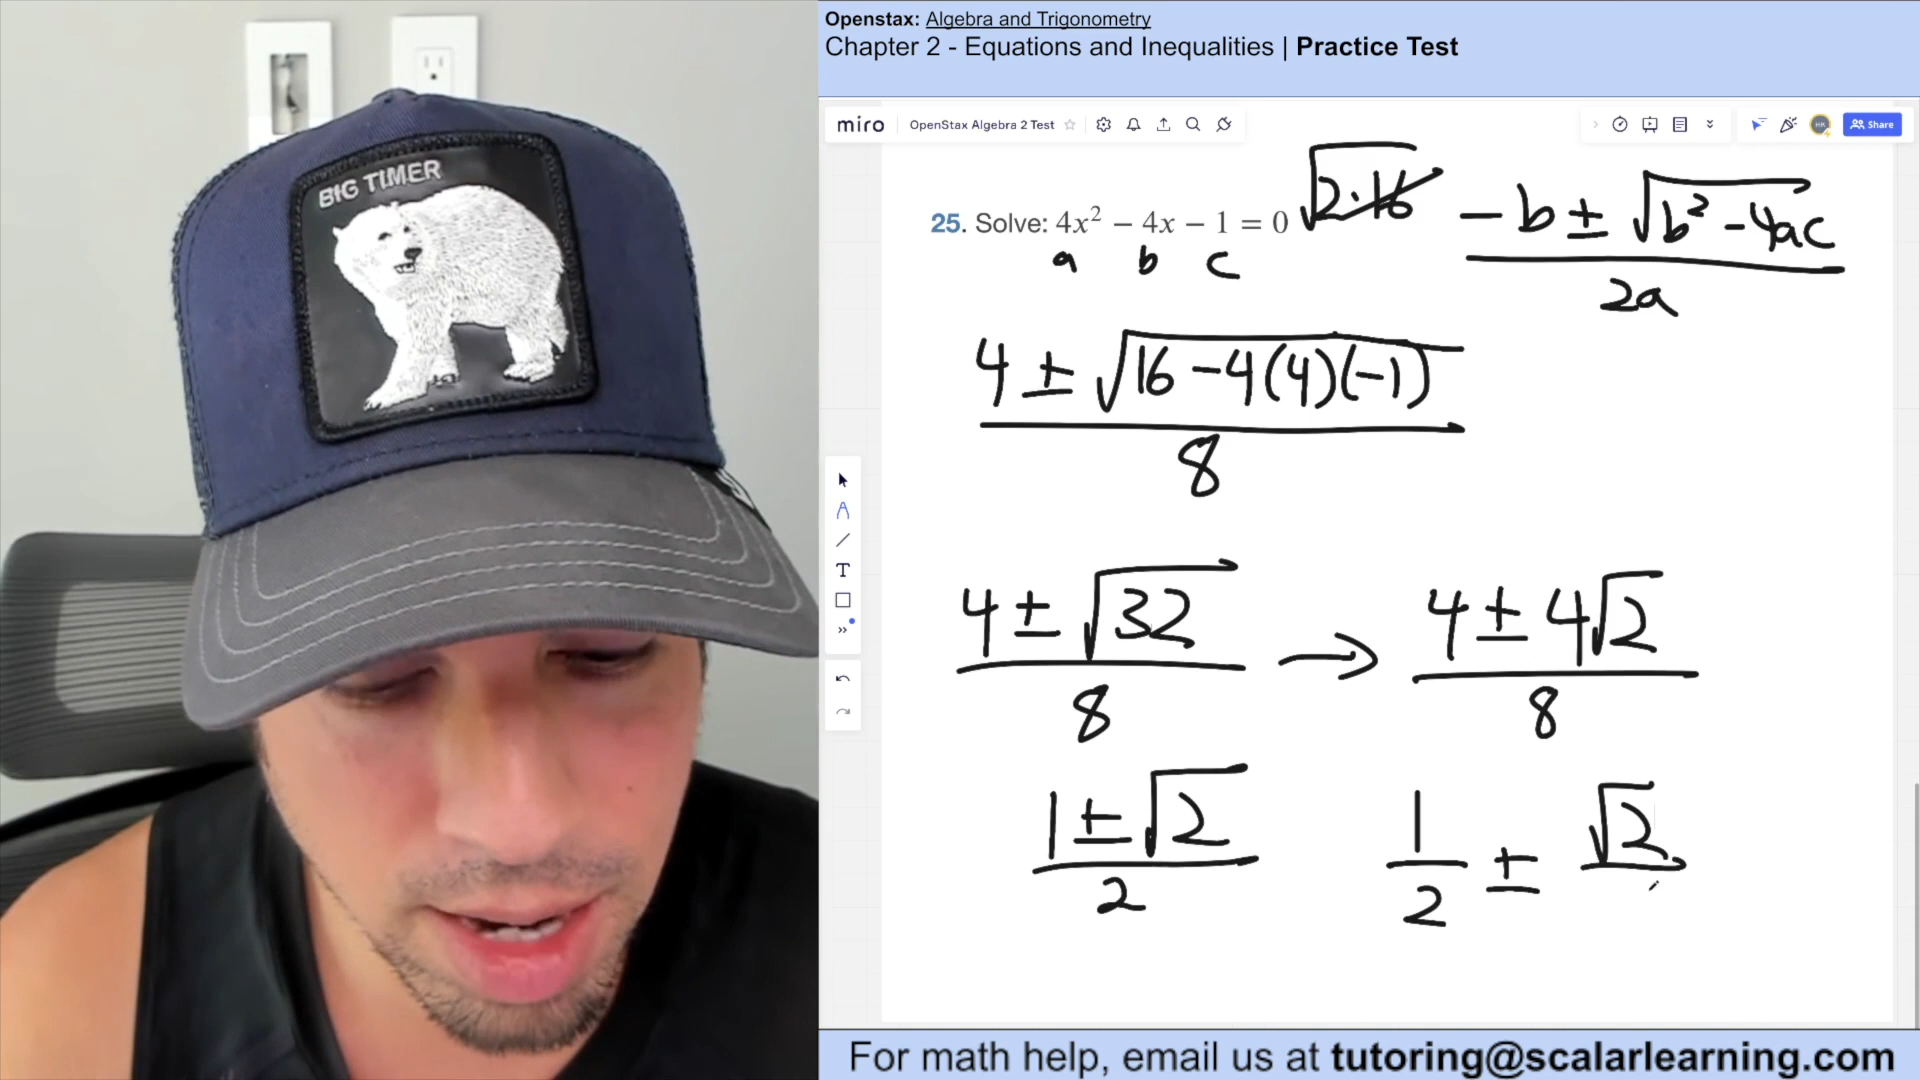 BIG TIMER
Openstax: Algebra and Trigonometry
Chapter 2 - Equations and Inequalities | Practice Test
miro OpenStax Algebra 2 Test Share
√2·16
-b ± √b² -4ac
2a
25. Solve: 4x² − 4x − 1 = 0
a b c
4 ± √16 -4(4)(-1)
8
4 ± √32 → 4 ± 4√2
8 8
1 ± √2 1 ± √2
2 2
T
For math help, email us at tutoring@scalarlearning.com